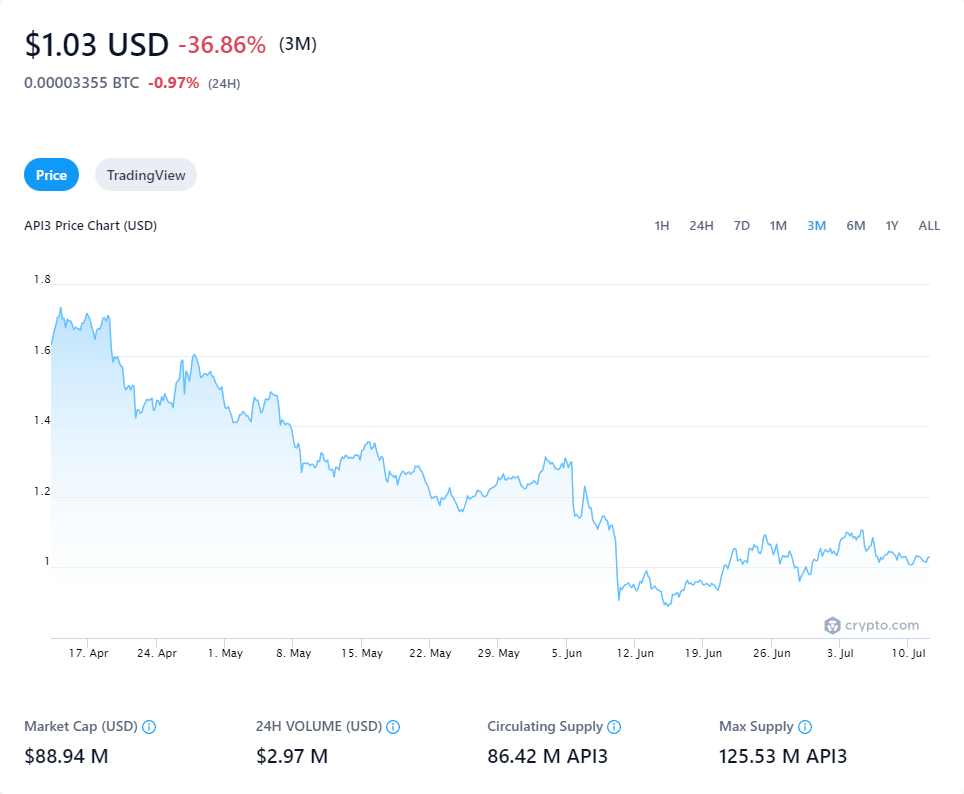 $1.03 USD -36.86% (3M)
0.00003355 BTC -0.97% (24H)
Price TradingView
API3 Price Chart (USD) 1H 24H 7D 1M 3M 6M 1Y ALL
1.8
1.6
1.4
1.2
1
crypto.com
17. Apr 24. Apr 1. May 8. May 15. May 22. May 29. May 5. Jun 12. Jun 19. Jun 26. Jun 3. Jul 10. Jul
Market Cap (USD) 24H VOLUME (USD) Circulating Supply Max Supply
$88.94 M $2.97 M 86.42 M API3 125.53 M API3